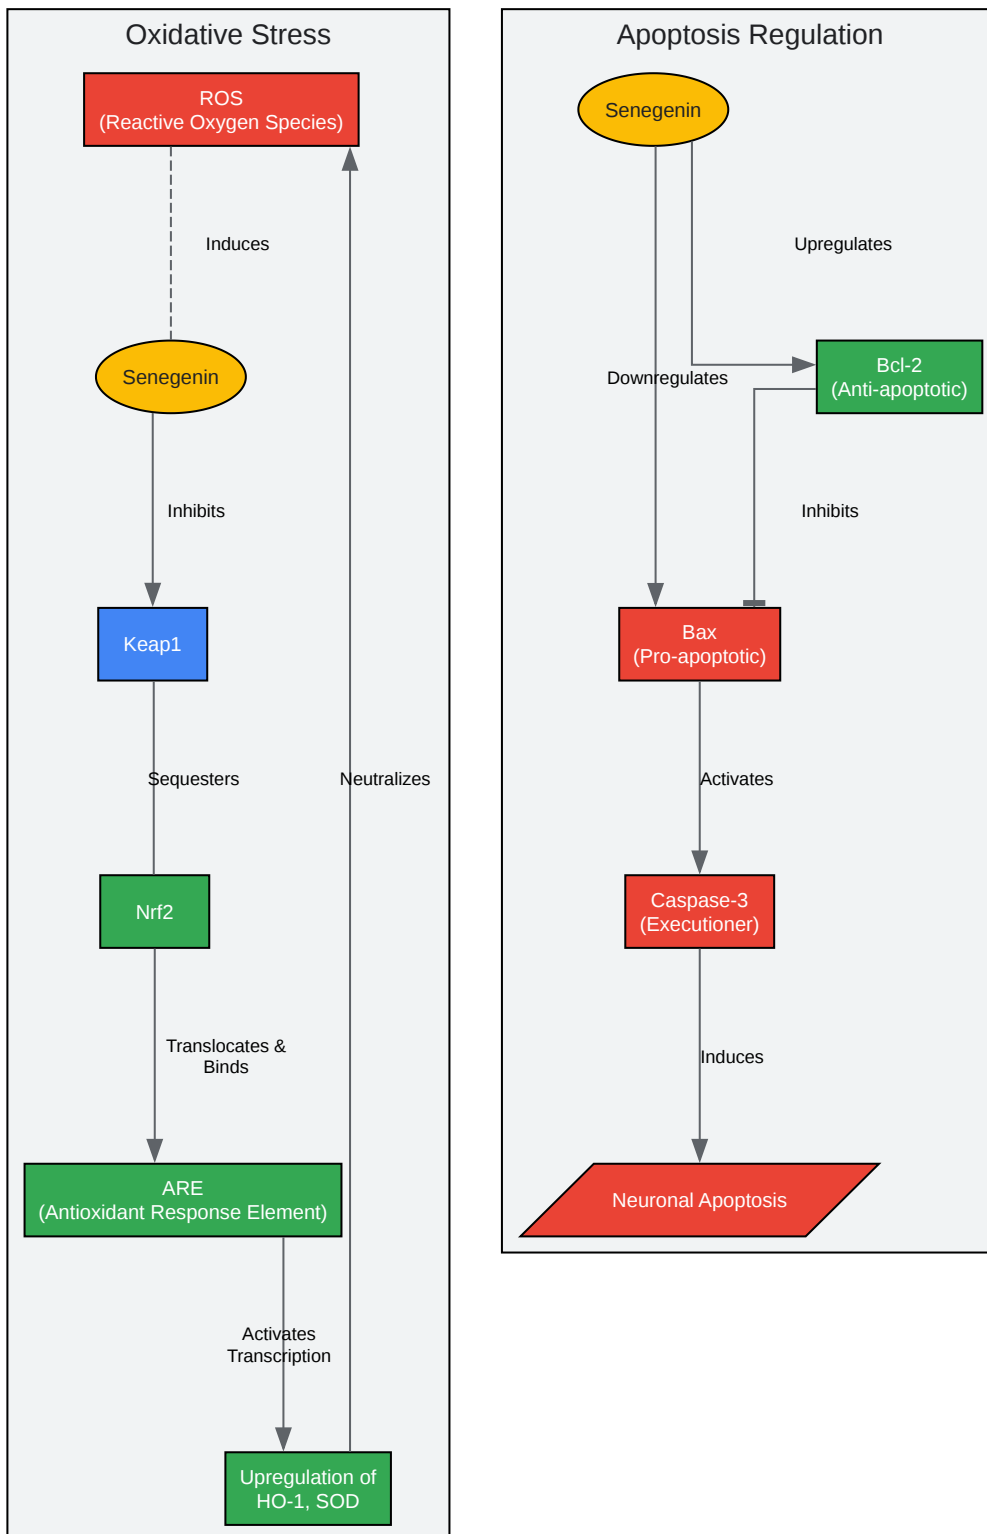 Oxidative Stress
ROS
(Reactive Oxygen Species)
Induces
Senegenin
Inhibits
Keap1
Sequesters
Neutralizes
Nrf2
Translocates &
Binds
ARE
(Antioxidant Response Element)
Activates
Transcription
Upregulation of
HO-1, SOD
Apoptosis Regulation
Senegenin
Upregulates
Downregulates
Bcl-2
(Anti-apoptotic)
Inhibits
Bax
(Pro-apoptotic)
Activates
Caspase-3
(Executioner)
Induces
Neuronal Apoptosis